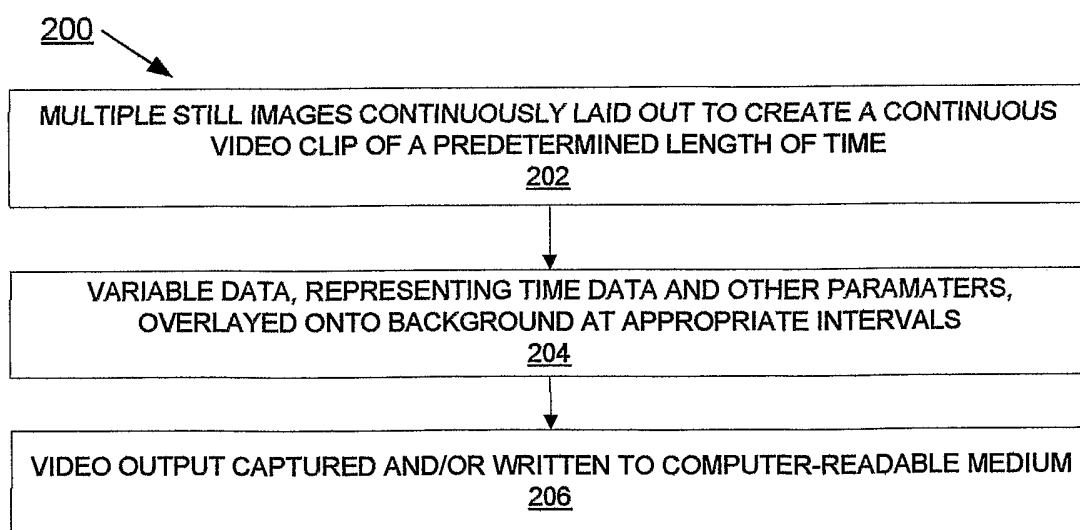 200
MULTIPLE STILL IMAGES CONTINUOUSLY LAID OUT TO CREATE A CONTINUOUS
VIDEO CLIP OF A PREDETERMINED LENGTH OF TIME
202
VARIABLE DATA, REPRESENTING TIME DATA AND OTHER PARAMATERS,
OVERLAYED ONTO BACKGROUND AT APPROPRIATE INTERVALS
204
VIDEO OUTPUT CAPTURED AND/OR WRITTEN TO COMPUTER-READABLE MEDIUM
206